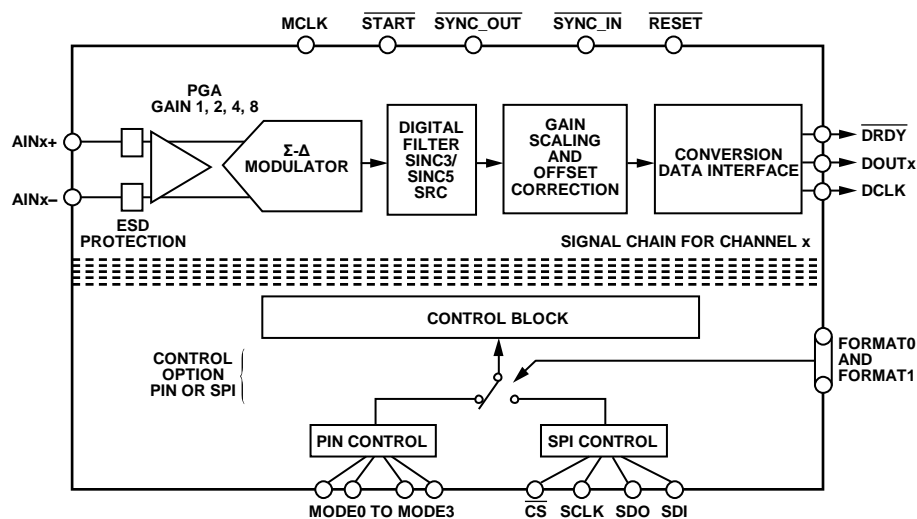 MCLK
START
SYNC_OUT
SYNC_IN
RESET
PGA
GAIN 1, 2, 4, 8
AINx+
AINx–
ESD
PROTECTION
Σ-Δ
MODULATOR
DIGITAL
FILTER
SINC3/
SINC5
SRC
GAIN
SCALING
AND
OFFSET
CORRECTION
CONVERSION
DATA INTERFACE
DRDY
DOUTx
DCLK
SIGNAL CHAIN FOR CHANNEL x
CONTROL BLOCK
CONTROL
OPTION
PIN OR SPI
FORMAT0
AND
FORMAT1
PIN CONTROL
SPI CONTROL
MODE0 TO MODE3
CS
SCLK
SDO
SDI